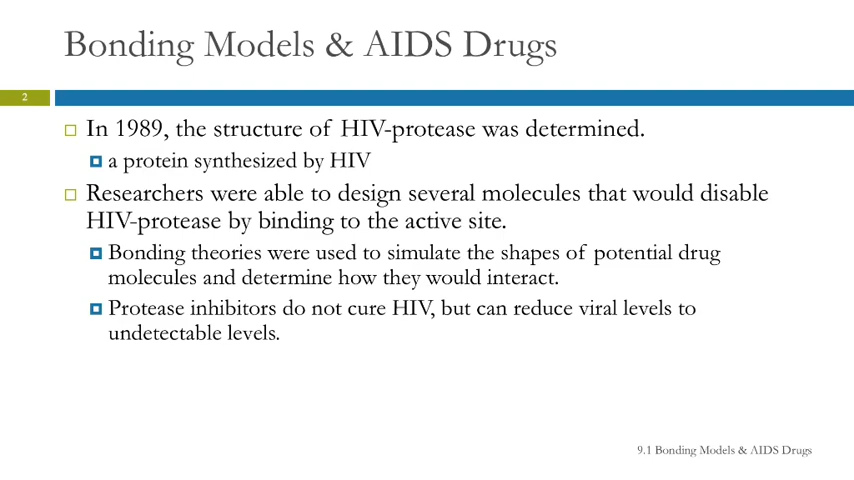 Bonding Models & AIDS Drugs
2
In 1989, the structure of HIV-protease was determined.
a protein synthesized by HIV
Researchers were able to design several molecules that would disable
HIV-protease by binding to the active site.
Bonding theories were used to simulate the shapes of potential drug
molecules and determine how they would interact.
Protease inhibitors do not cure HIV, but can reduce viral levels to
undetectable levels.
9.1 Bonding Models & AIDS Drugs